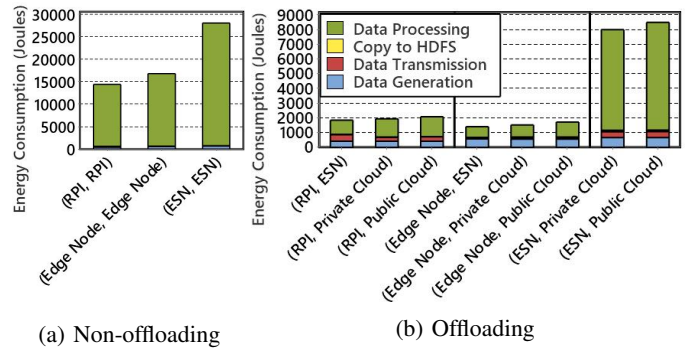 Energy Consumption (Joules)
30000
25000
20000
15000
10000
5000
0
(RPI, RPI)
(Edge Node, Edge Node)
(ESN, ESN)
(a) Non-offloading
Energy Consumption (Joules)
9000
8000
7000
6000
5000
4000
3000
2000
1000
0
Data Processing
Copy to HDFS
Data Transmission
Data Generation
(RPI, ESN)
(RPI, Private Cloud)
(RPI, Public Cloud)
(Edge Node, ESN)
(Edge Node, Private Cloud)
(Edge Node, Public Cloud)
(ESN, Private Cloud)
(ESN, Public Cloud)
(b) Offloading